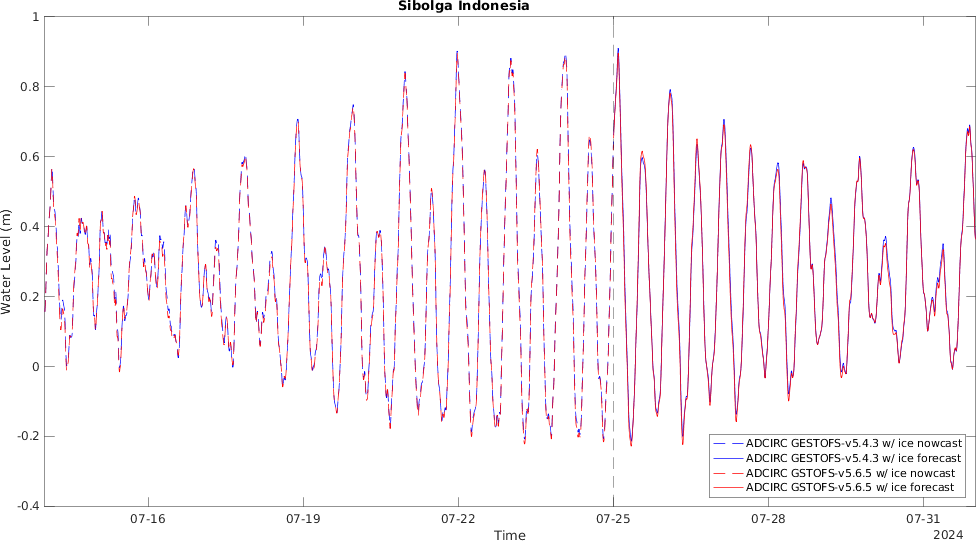 Sibolga Indonesia
1
0.8
0.6
0.4
0.2
0
-0.2
-0.4
Water Level (m)
07-16
07-19
07-22
07-25
07-28
07-31
2024
Time
ADCIRC GESTOFS-v5.4.3 w/ ice nowcast
ADCIRC GESTOFS-v5.4.3 w/ ice forecast
ADCIRC GSTOFS-v5.6.5 w/ ice nowcast
ADCIRC GSTOFS-v5.6.5 w/ ice forecast